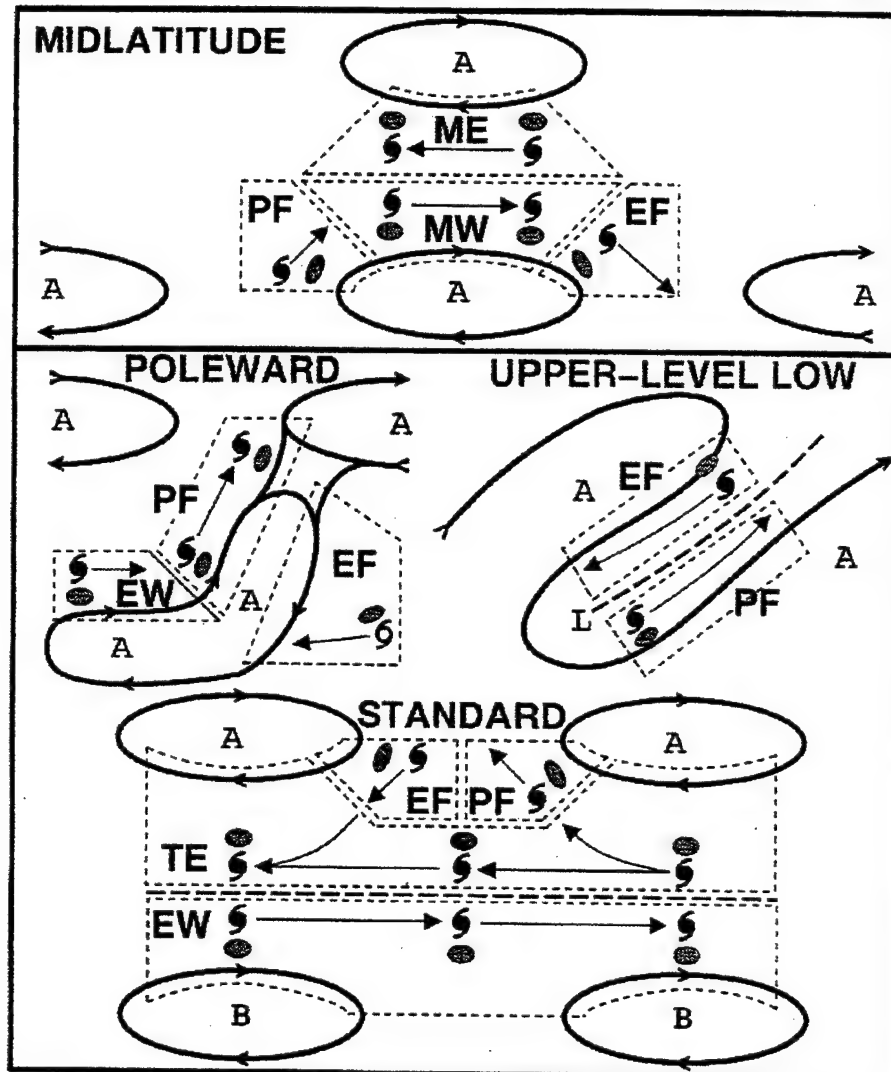 MIDLATITUDE
A
ME
PF
EF
MW
A
A
A
POLEWARD
UPPER-LEVEL LOW
A
A
PF
EF
A
EW
A
EF
A
A
L
PF
STANDARD
A
A
EF
PF
TE
EW
B
B